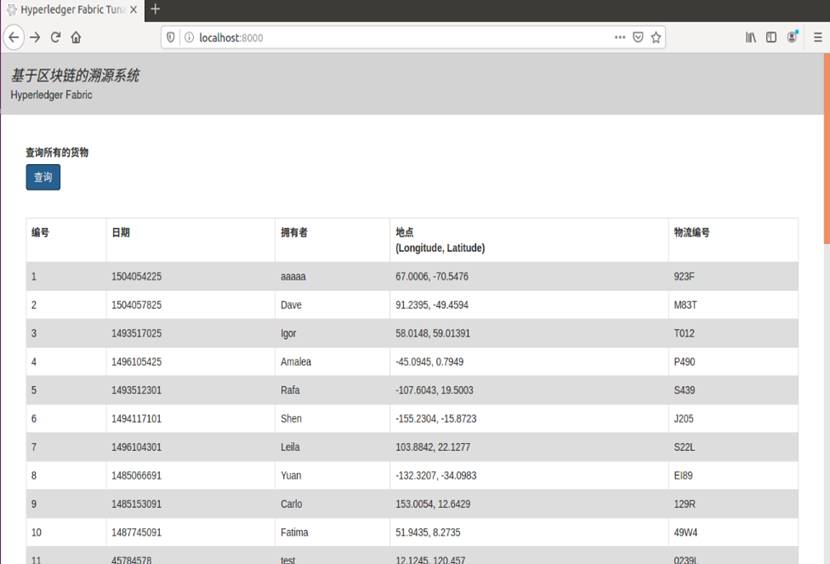 Hyperledger Fabric Tuna
localhost:8000
基于区块链的溯源系统
Hyperledger Fabric
查询所有的货物
查询
编号 日期 拥有者 地点 物流编号
(Longitude, Latitude)
1 1504054225 aaaaa 67.0006, -70.5476 923F
2 1504057825 Dave 91.2395, -49.4594 M83T
3 1493517025 Igor 58.0148, 59.01391 T012
4 1496105425 Amalea -45.0945, 0.7949 P490
5 1493512301 Rafa -107.6043, 19.5003 S439
6 1494117101 Shen -155.2304, -15.8723 J205
7 1496104301 Leila 103.8842, 22.1277 S22L
8 1485066691 Yuan -132.3207, -34.0983 EI89
9 1485153091 Carlo 153.0054, 12.6429 129R
10 1487745091 Fatima 51.9435, 8.2735 49W4
11 45784578 test 12.1245, 120.457 0239L